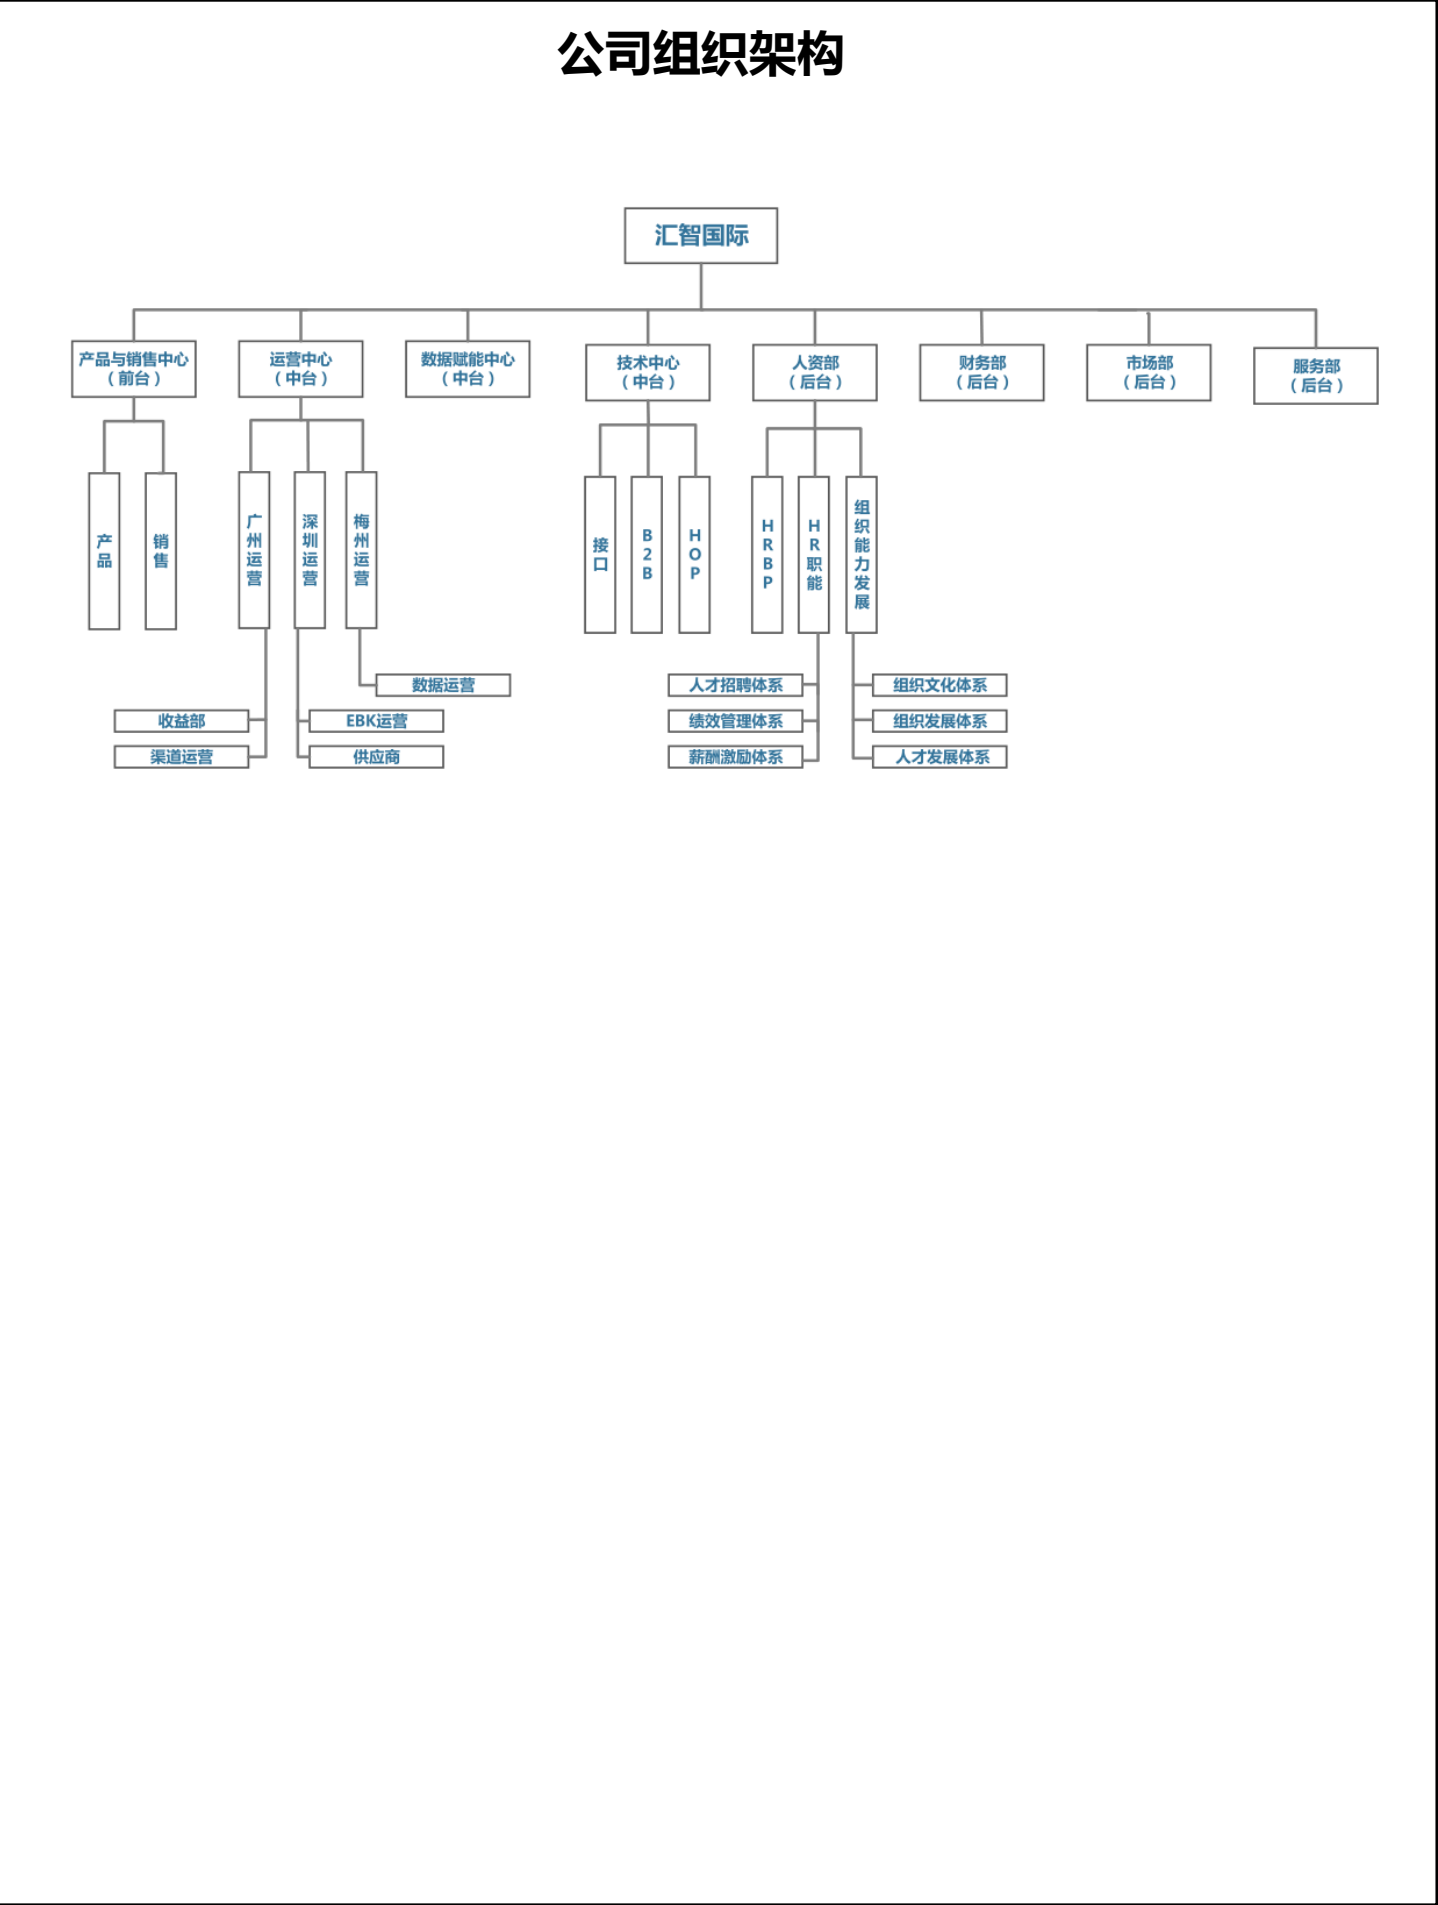 公司组织架构
汇智国际
产品与销售中心
（前台）
运营中心
（中台）
数据赋能中心
（中台）
技术中心
（中台）
人资部
（后台）
财务部
（后台）
市场部
（后台）
服务部
（后台）
产品
销售
广州运营
深圳运营
梅州运营
接口
B2B
HOP
HRBP
HR职能
组织能力发展
数据运营
收益部
渠道运营
EBK运营
供应商
人才招聘体系
绩效管理体系
薪酬激励体系
组织文化体系
组织发展体系
人才发展体系